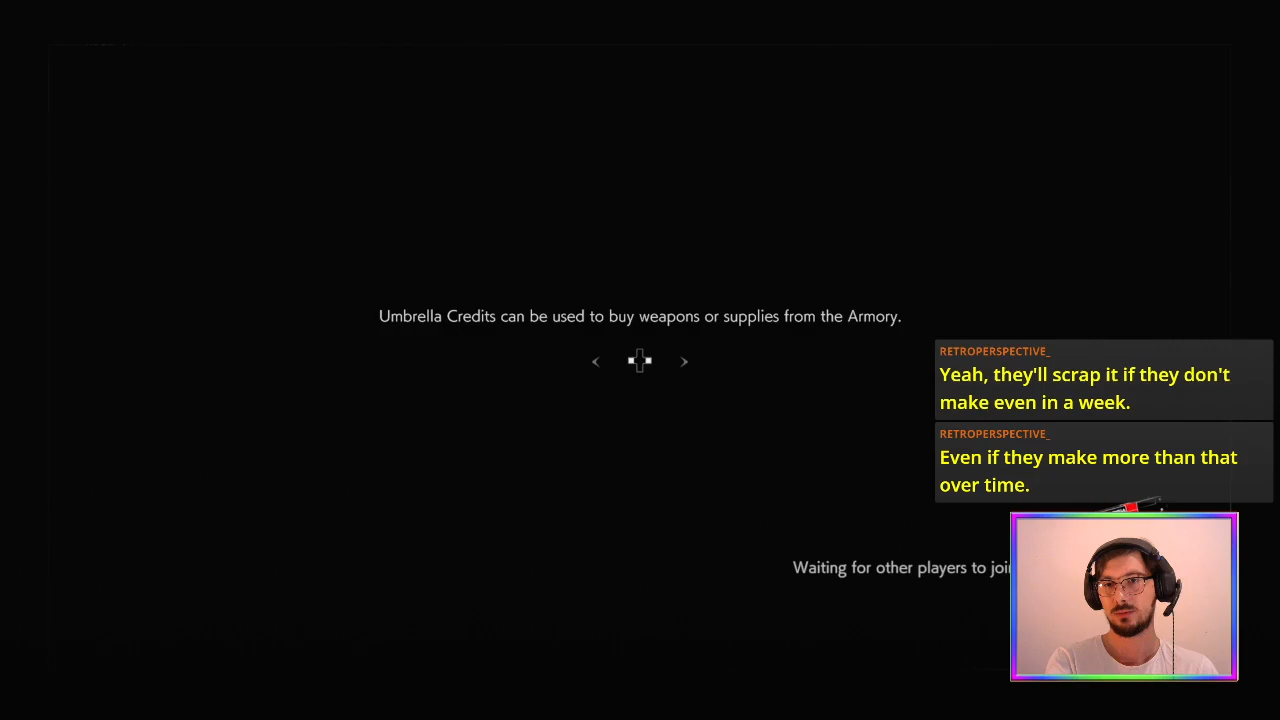 Umbrella Credits can be used to buy weapons or supplies from the Armory.
RETROPERSPECTIVE_
Yeah, they'll scrap it if they don't
make even in a week.
RETROPERSPECTIVE_
Even if they make more than that
over time.
Waiting for other players to join